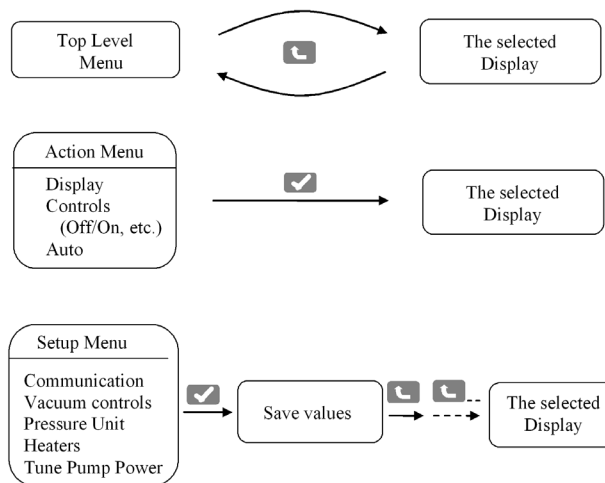 Top Level
Menu
The selected
Display
Action Menu
Display
Controls
(Off/On, etc.)
Auto
The selected
Display
Setup Menu
Communication
Vacuum controls
Pressure Unit
Heaters
Tune Pump Power
Save values
The selected
Display